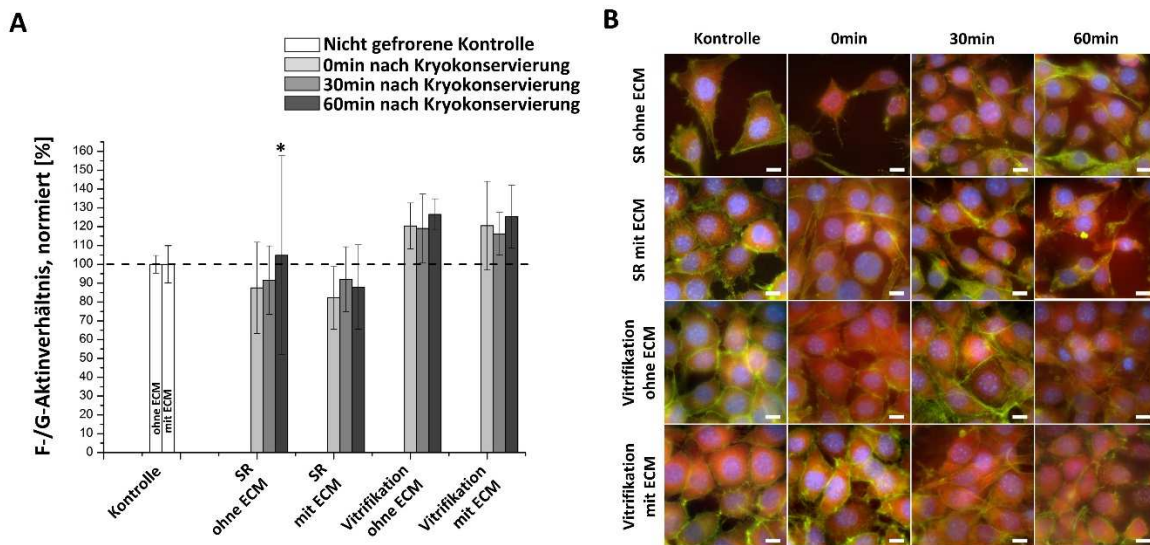 A
Nicht gefrorene Kontrolle
0min nach Kryokonservierung
30min nach Kryokonservierung
60min nach Kryokonservierung
F-/G-Aktinverhältnis, normiert [%]
160
150
140
130
120
110
100
90
80
70
60
50
40
30
20
10
0
*
ohne ECM
mit ECM
Kontrolle
SR
ohne ECM
SR
mit ECM
Vitrifikation
ohne ECM
Vitrifikation
mit ECM
B
Kontrolle 0min 30min 60min
SR ohne ECM
SR mit ECM
Vitrifikation
ohne ECM
Vitrifikation
mit ECM